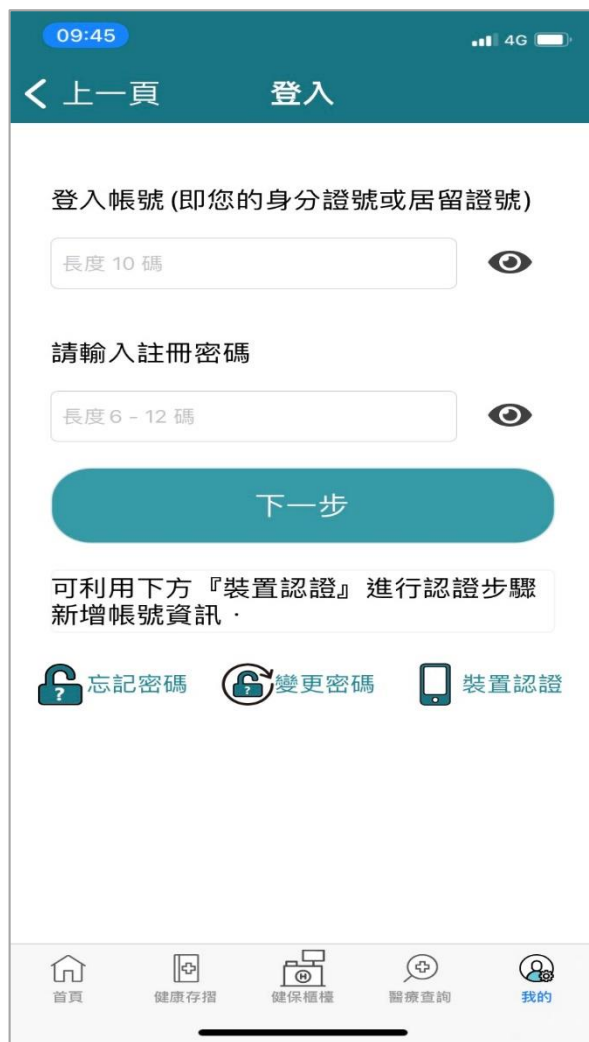 09:45
4G
上一頁
登入
登入帳號(即您的身分證號或居留證號)
長度 10 碼
請輸入註冊密碼
長度 6 - 12 碼
下一步
可利用下方『裝置認證』進行認證步驟
新增帳號資訊．
?
忘記密碼
?
變更密碼
裝置認證
H
首頁
健康存摺
健保櫃檯
醫療查詢
我的